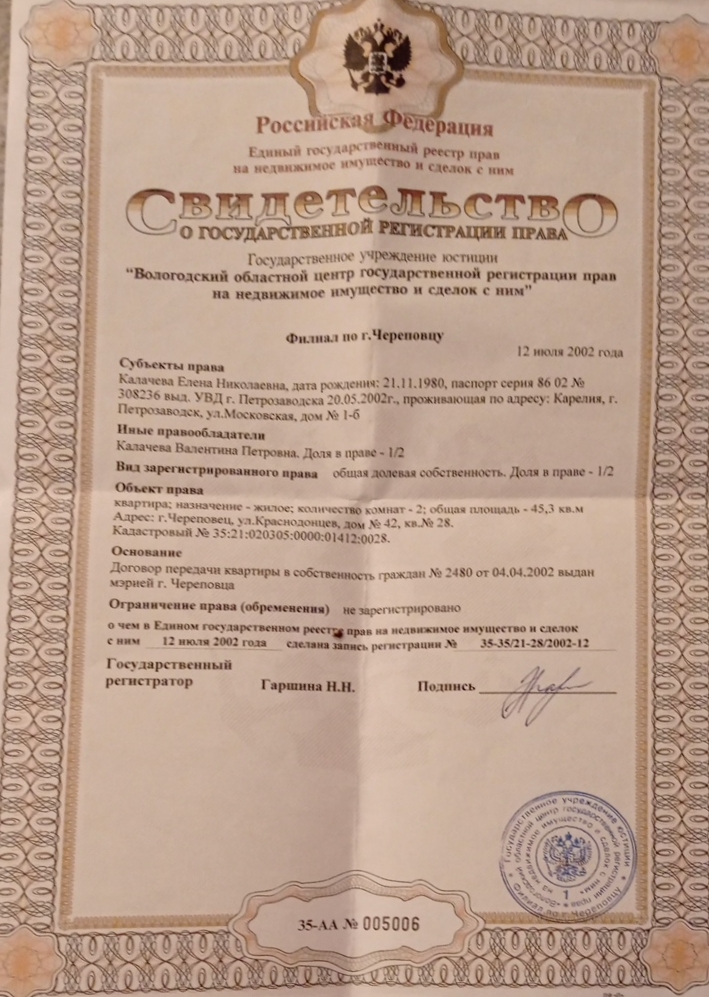 Российская Федерация
Единый государственный реестр прав
на недвижимое имущество и сделок с ним
СВИДЕТЕЛЬСТВО
О ГОСУДАРСТВЕННОЙ РЕГИСТРАЦИИ ПРАВА
Государственное учреждение юстиции
"Вологодский областной центр государственной регистрации прав
на недвижимое имущество и сделок с ним"
Филиал по г.Череповцу
12 июля 2002 года
Субъекты права
Калачева Елена Николаевна, дата рождения: 21.11.1980, паспорт серия 86 02 №
308236 выд. УВД г. Петрозаводска 20.05.2002г., проживающая по адресу: Карелия, г.
Петрозаводск, ул.Московская, дом № 1-б
Иные правообладатели
Калачева Валентина Петровна. Доля в праве - 1/2
Вид зарегистрированного права общая долевая собственность. Доля в праве - 1/2
Объект права
квартира; назначение - жилое; количество комнат - 2; общая площадь - 45,3 кв.м
Адрес: г.Череповец, ул.Краснодонцев, дом № 42, кв.№ 28.
Кадастровый № 35:21:020305:0000:01412:0028.
Основание
Договор передачи квартиры в собственность граждан № 2480 от 04.04.2002 выдан
мэрией г. Череповца
Ограничение права (обременения) не зарегистрировано
о чем в Едином государственном реестре прав на недвижимое имущество и сделок
с ним 12 июля 2002 года сделана запись регистрации № 35-35/21-28/2002-12
Государственный
регистратор Гаршина Н.Н. Подпись
Государственное учреждение юстиции
Филиал по г. Череповцу
1
35-АА № 005006